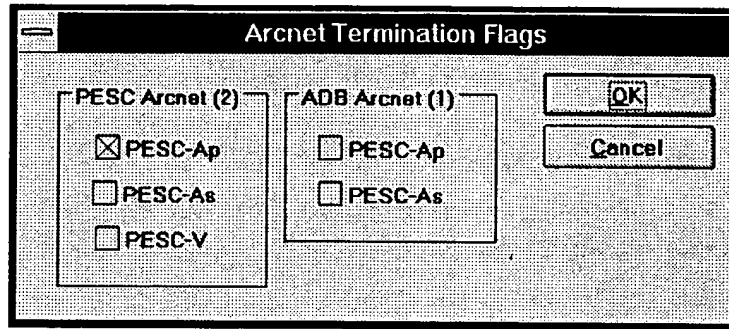 Arcnet Termination Flags
PESC Arcnet (2)
PESC-Ap
PESC-As
PESC-V
ADB Arcnet (1)
PESC-Ap
PESC-As
OK
Cancel